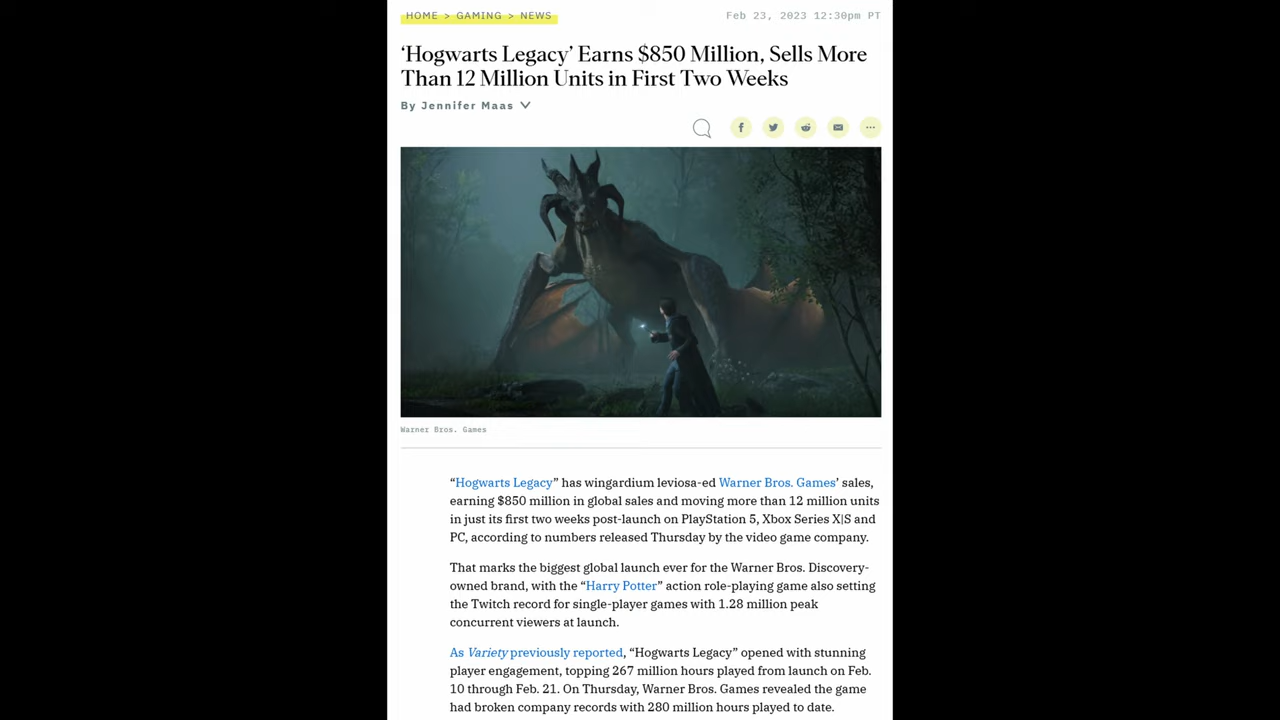 HOME > GAMING > NEWS
Feb 23, 2023 12:30pm PT
‘Hogwarts Legacy’ Earns $850 Million, Sells More
Than 12 Million Units in First Two Weeks
By Jennifer Maas
Warner Bros. Games
“Hogwarts Legacy” has wingardium leviosa-ed Warner Bros. Games’ sales,
earning $850 million in global sales and moving more than 12 million units
in just its first two weeks post-launch on PlayStation 5, Xbox Series X|S and
PC, according to numbers released Thursday by the video game company.
That marks the biggest global launch ever for the Warner Bros. Discovery-
owned brand, with the “Harry Potter” action role-playing game also setting
the Twitch record for single-player games with 1.28 million peak
concurrent viewers at launch.
As Variety previously reported, “Hogwarts Legacy” opened with stunning
player engagement, topping 267 million hours played from launch on Feb.
10 through Feb. 21. On Thursday, Warner Bros. Games revealed the game
had broken company records with 280 million hours played to date.